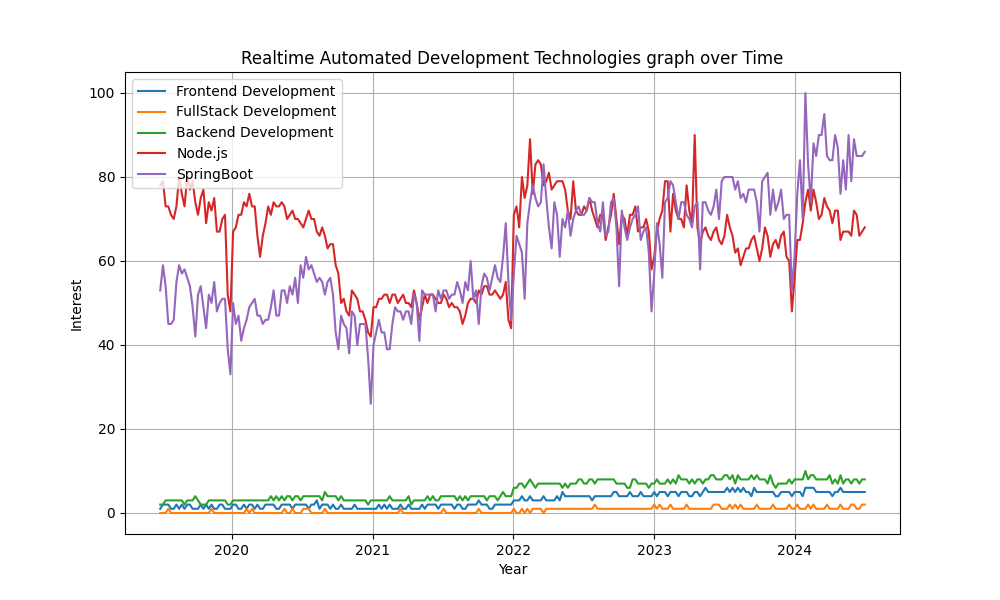 Realtime Automated Development Technologies graph over Time
100
80
60
40
20
0
Interest
Frontend Development
FullStack Development
Backend Development
Node.js
SpringBoot
2020 2021 2022 2023 2024
Year